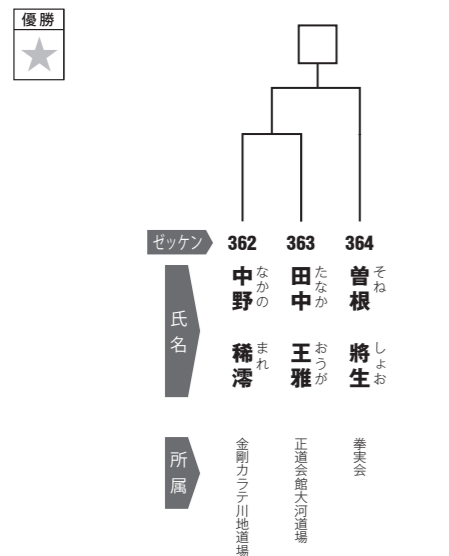 優勝
ゼッケン
362
363
364
氏名
中野 稀澪
なかの まれ
田中 王雅
たなか おうが
曽根 將生
そね しょお
所属
金剛カラテ川地道場
正道会館大河道場
拳実会